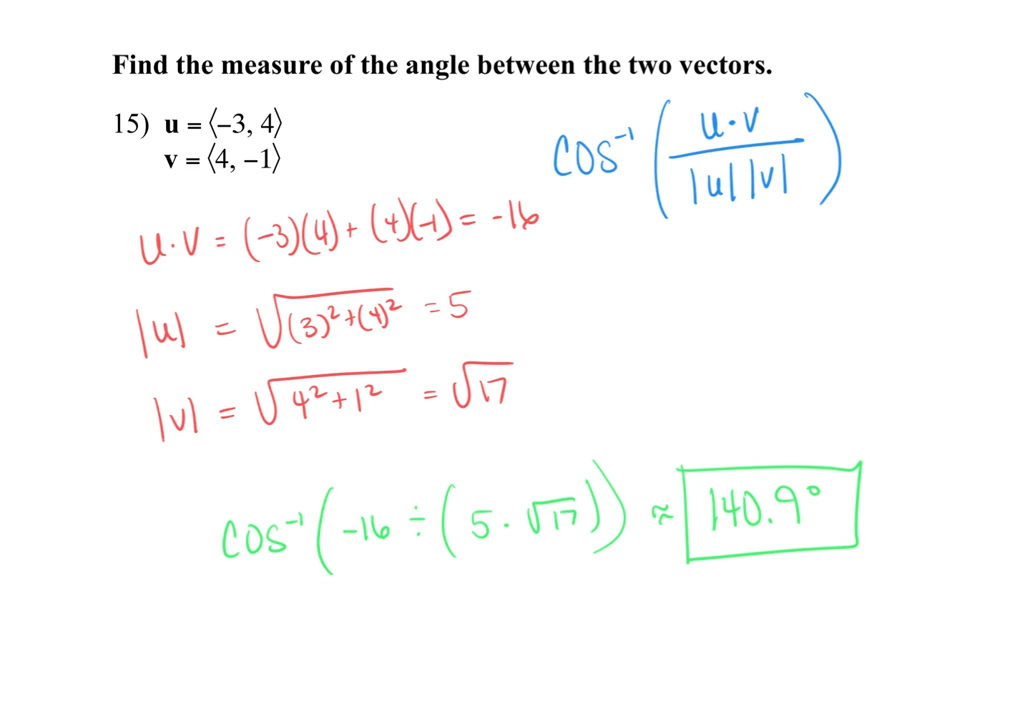 Find the measure of the angle between the two vectors.
15) u = ⟨−3, 4⟩
v = ⟨4, −1⟩
cos⁻¹ ( u·v / |u| |v| )
u·v = (-3)(4) + (4)(-1) = -16
|u| = √((3)² + (4)²) = 5
|v| = √(4² + 1²) = √17
cos⁻¹ (-16 ÷ (5 · √17)) ≈ 140.9°